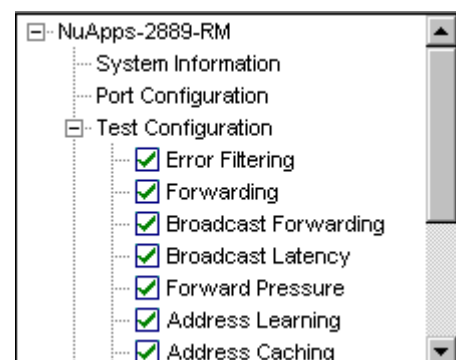 NuApps-2889-RM
System Information
Port Configuration
Test Configuration
Error Filtering
Forwarding
Broadcast Forwarding
Broadcast Latency
Forward Pressure
Address Learning
Address Caching